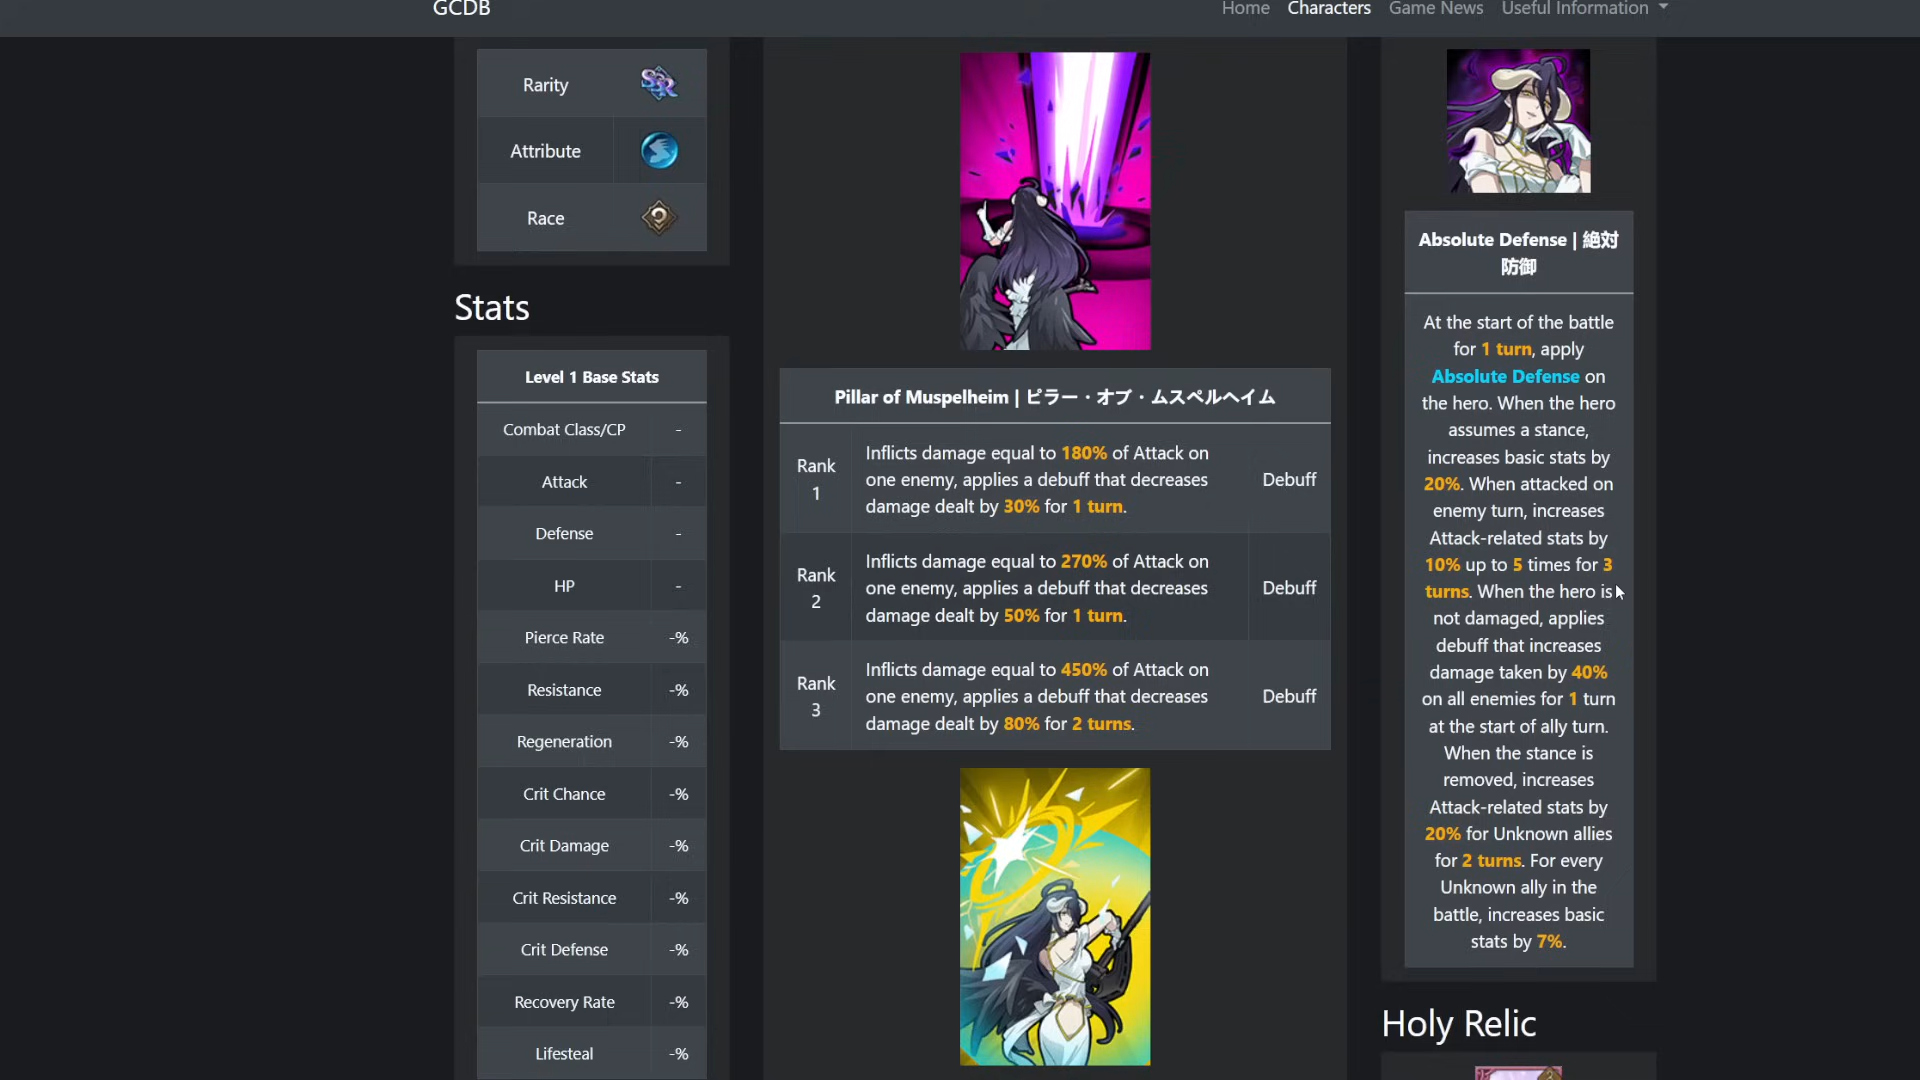 GCDB
Home Characters Game News Useful Information
Rarity SSR
Attribute
Race
Stats
Level 1 Base Stats
Combat Class/CP -
Attack -
Defense -
HP -
Pierce Rate -%
Resistance -%
Regeneration -%
Crit Chance -%
Crit Damage -%
Crit Resistance -%
Crit Defense -%
Recovery Rate -%
Lifesteal -%
Pillar of Muspelheim | ピラー・オブ・ムスペルヘイム
Rank
1
Inflicts damage equal to 180% of Attack on
one enemy, applies a debuff that decreases
damage dealt by 30% for 1 turn.
Debuff
Rank
2
Inflicts damage equal to 270% of Attack on
one enemy, applies a debuff that decreases
damage dealt by 50% for 1 turn.
Debuff
Rank
3
Inflicts damage equal to 450% of Attack on
one enemy, applies a debuff that decreases
damage dealt by 80% for 2 turns.
Debuff
Absolute Defense | 絶対
防御
At the start of the battle
for 1 turn, apply
Absolute Defense on
the hero. When the hero
assumes a stance,
increases basic stats by
20%. When attacked on
enemy turn, increases
Attack-related stats by
10% up to 5 times for 3
turns. When the hero is
not damaged, applies
debuff that increases
damage taken by 40%
on all enemies for 1 turn
at the start of ally turn.
When the stance is
removed, increases
Attack-related stats by
20% for Unknown allies
for 2 turns. For every
Unknown ally in the
battle, increases basic
stats by 7%.
Holy Relic